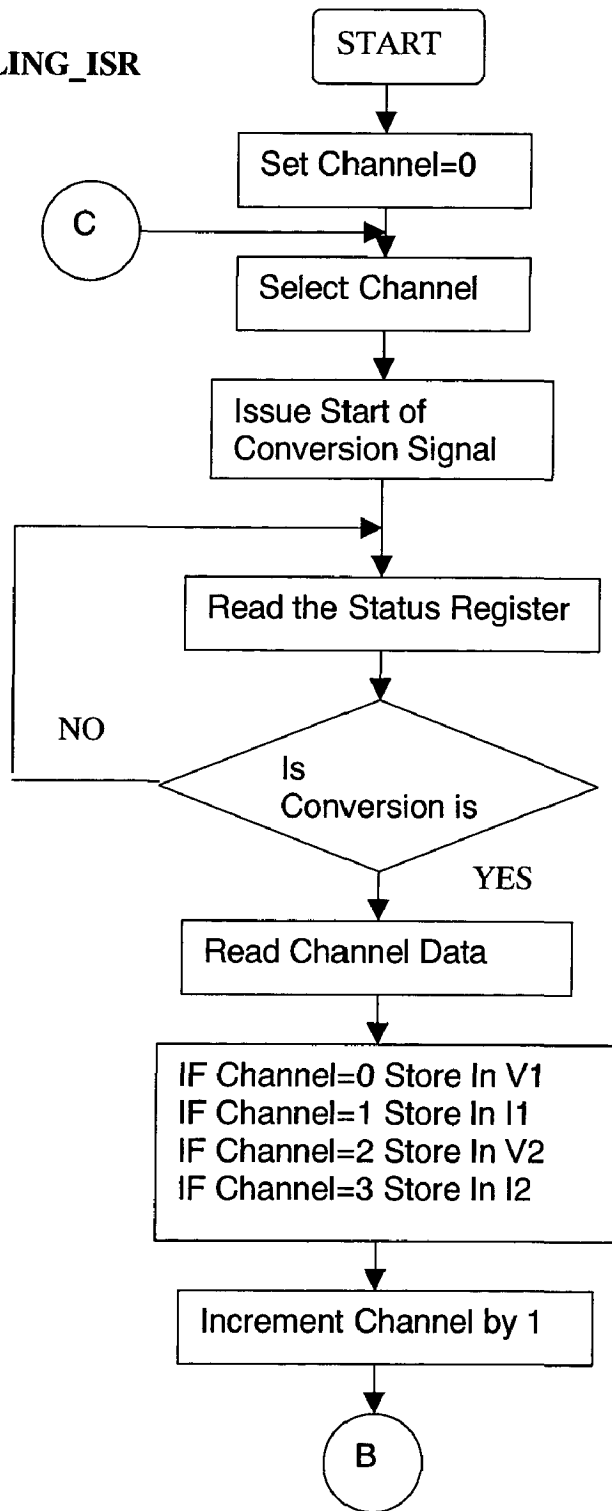 LING_ISR
START
Set Channel=0
C
Select Channel
Issue Start of
Conversion Signal
Read the Status Register
NO
Is
Conversion is
YES
Read Channel Data
IF Channel=0 Store In V1
IF Channel=1 Store In I1
IF Channel=2 Store In V2
IF Channel=3 Store In I2
Increment Channel by 1
B